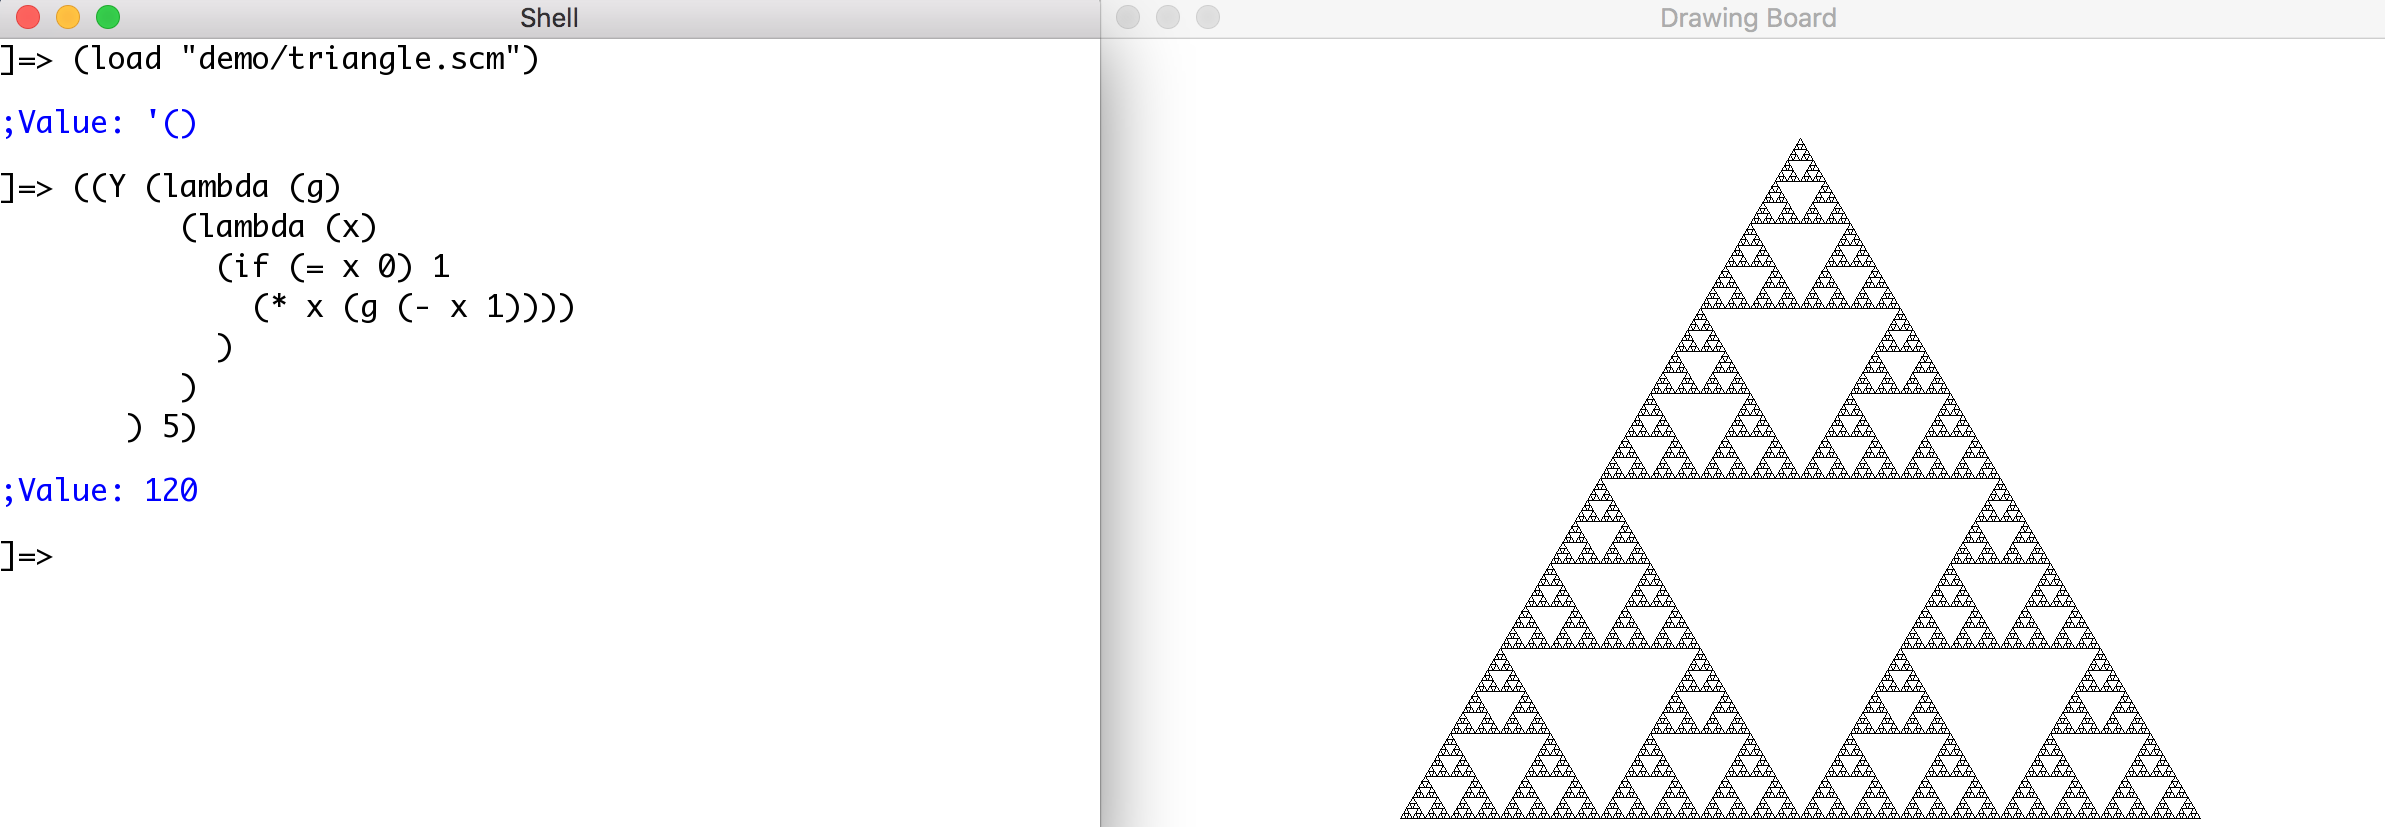 Shell
]=> (load "demo/triangle.scm")
;Value: '()
]=> ((Y (lambda (g)
          (lambda (x)
            (if (= x 0) 1
              (* x (g (- x 1))))
            )
          )
       ) 5)
;Value: 120
]=>
Drawing Board